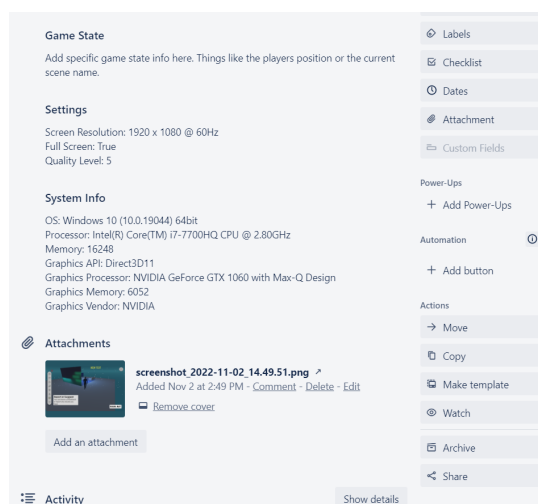 Game State
Add specific game state info here. Things like the players position or the current
scene name.
Settings
Screen Resolution: 1920 x 1080 @ 60Hz
Full Screen: True
Quality Level: 5
System Info
OS: Windows 10 (10.0.19044) 64bit
Processor: Intel(R) Core(TM) i7-7700HQ CPU @ 2.80GHz
Memory: 16248
Graphics API: Direct3D11
Graphics Processor: NVIDIA GeForce GTX 1060 with Max-Q Design
Graphics Memory: 6052
Graphics Vendor: NVIDIA
Attachments
screenshot_2022-11-02_14.49.51.png ↗
Added Nov 2 at 2:49 PM - Comment - Delete - Edit
Remove cover
Add an attachment
Activity
Show details
Labels
Checklist
Dates
Attachment
Custom Fields
Power-Ups
+ Add Power-Ups
Automation
+ Add button
Actions
→ Move
Copy
Make template
Watch
Archive
Share